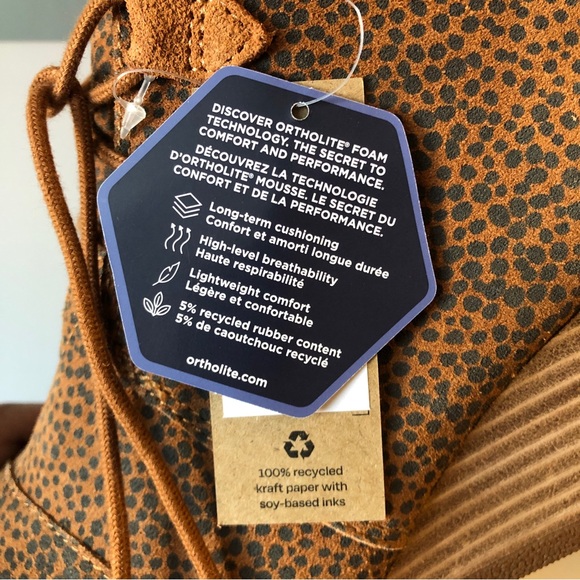 DISCOVER ORTHOLITE® FOAM
TECHNOLOGY. THE SECRET TO
COMFORT AND PERFORMANCE.
DÉCOUVREZ LA TECHNOLOGIE
D'ORTHOLITE® MOUSSE. LE SECRET DU
CONFORT ET DE LA PERFORMANCE.
Long-term cushioning
Confort et amorti longue durée
High-level breathability
Haute respirabilité
Lightweight comfort
Légère et confortable
5% recycled rubber content
5% de caoutchouc recyclé
ortholite.com
100% recycled
kraft paper with
soy-based inks